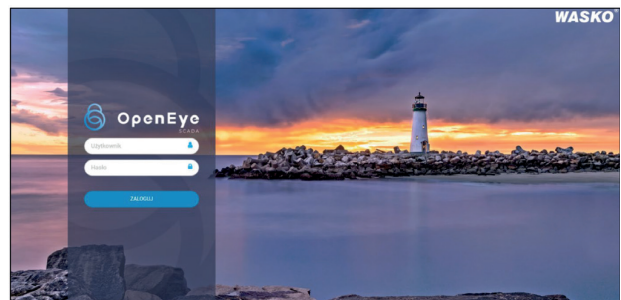 WASKO
OpenEye
SCADA
Użytkownik
Hasło
ZALOGUJ